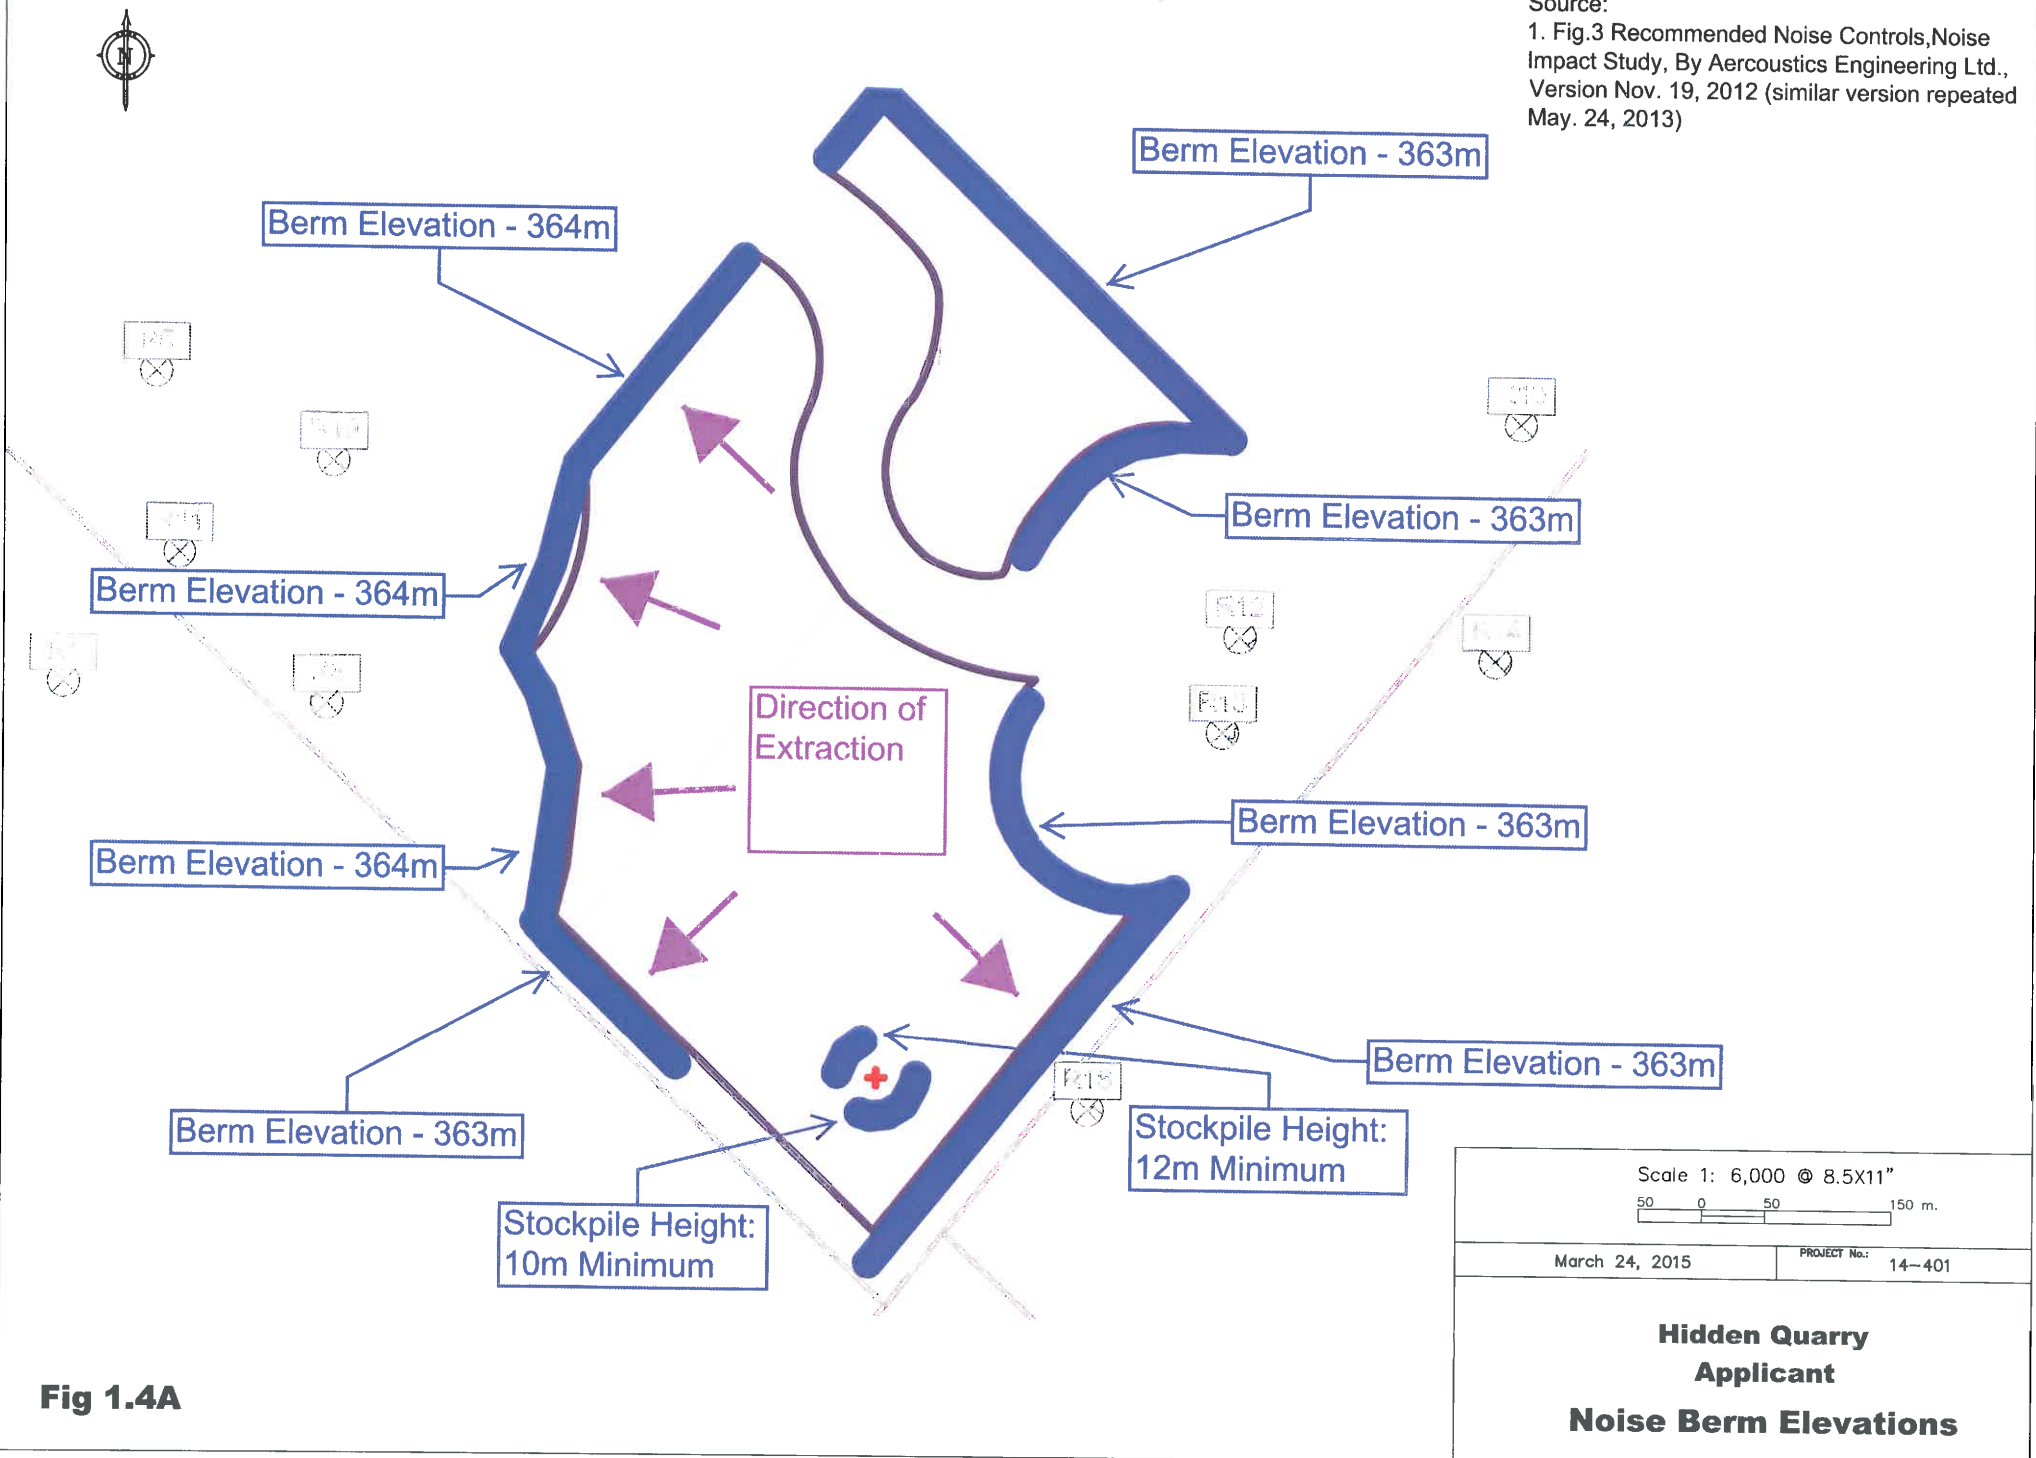 Source:
1. Fig.3 Recommended Noise Controls,Noise
Impact Study, By Aercoustics Engineering Ltd.,
Version Nov. 19, 2012 (similar version repeated
May. 24, 2013)
N
Berm Elevation - 363m
Berm Elevation - 364m
Berm Elevation - 363m
Berm Elevation - 364m
R12
R14
R13
Direction of
Extraction
Berm Elevation - 363m
Berm Elevation - 364m
Berm Elevation - 363m
R15
Berm Elevation - 363m
Stockpile Height:
12m Minimum
Stockpile Height:
10m Minimum
Scale 1: 6,000 @ 8.5X11"
50 0 50 150 m.
March 24, 2015
PROJECT No.: 14-401
Hidden Quarry
Applicant
Noise Berm Elevations
Fig 1.4A